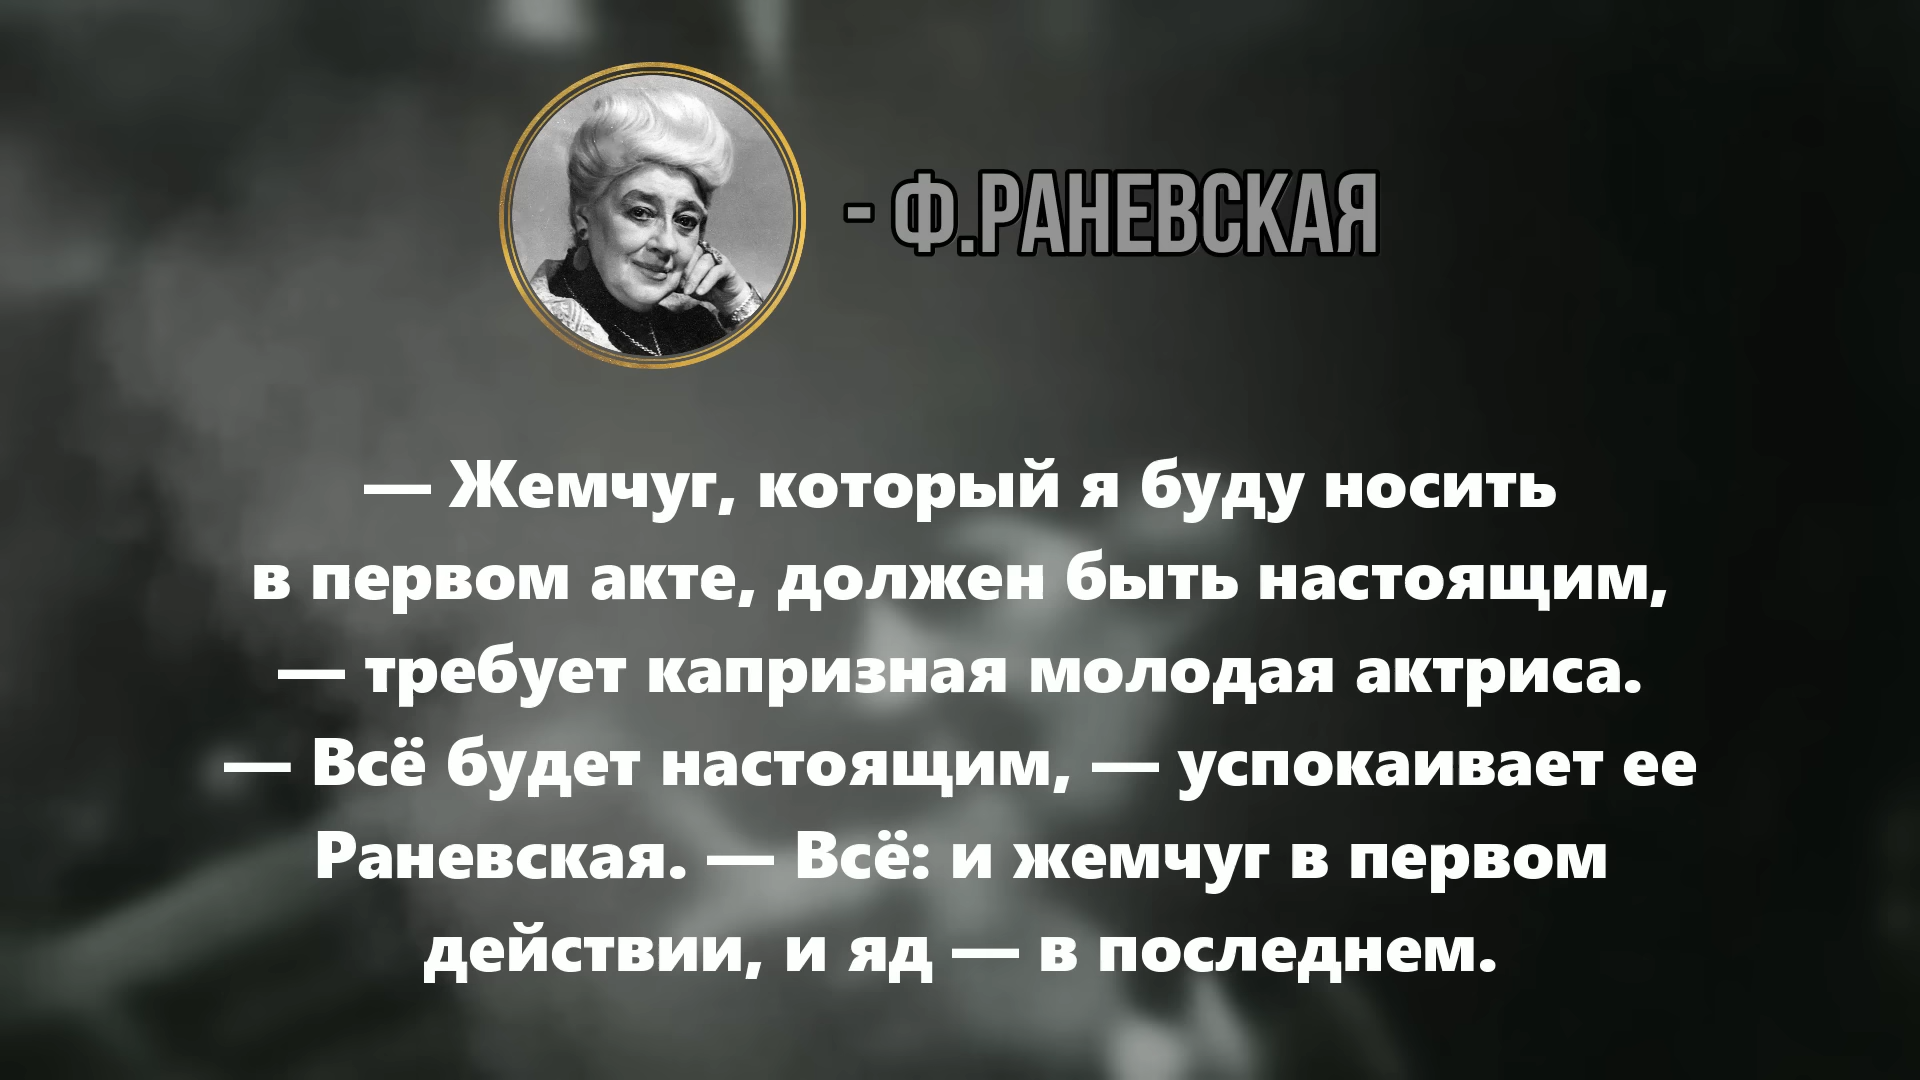 - Ф.РАНЕВСКАЯ
— Жемчуг, который я буду носить
в первом акте, должен быть настоящим,
— требует капризная молодая актриса.
— Всё будет настоящим, — успокаивает ее
Раневская. — Всё: и жемчуг в первом
действии, и яд — в последнем.